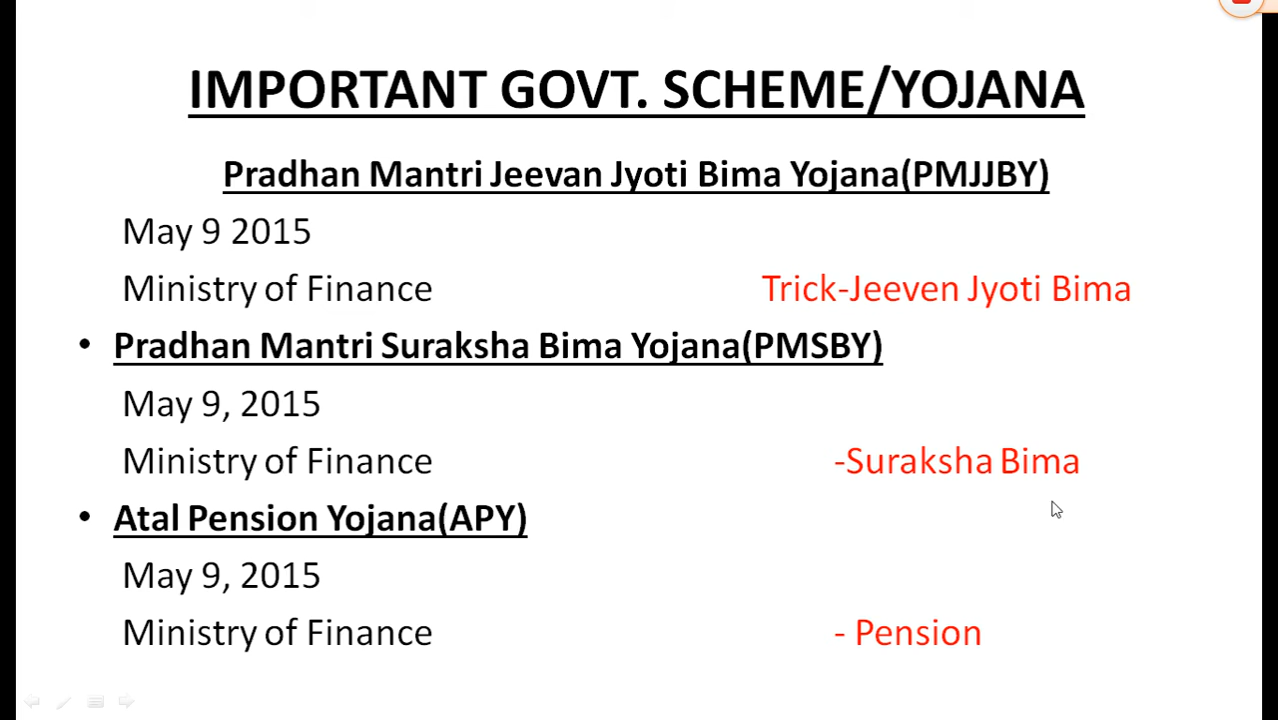 IMPORTANT GOVT. SCHEME/YOJANA
Pradhan Mantri Jeevan Jyoti Bima Yojana(PMJJBY)
May 9 2015
Ministry of Finance Trick-Jeeven Jyoti Bima
• Pradhan Mantri Suraksha Bima Yojana(PMSBY)
May 9, 2015
Ministry of Finance -Suraksha Bima
• Atal Pension Yojana(APY)
May 9, 2015
Ministry of Finance - Pension